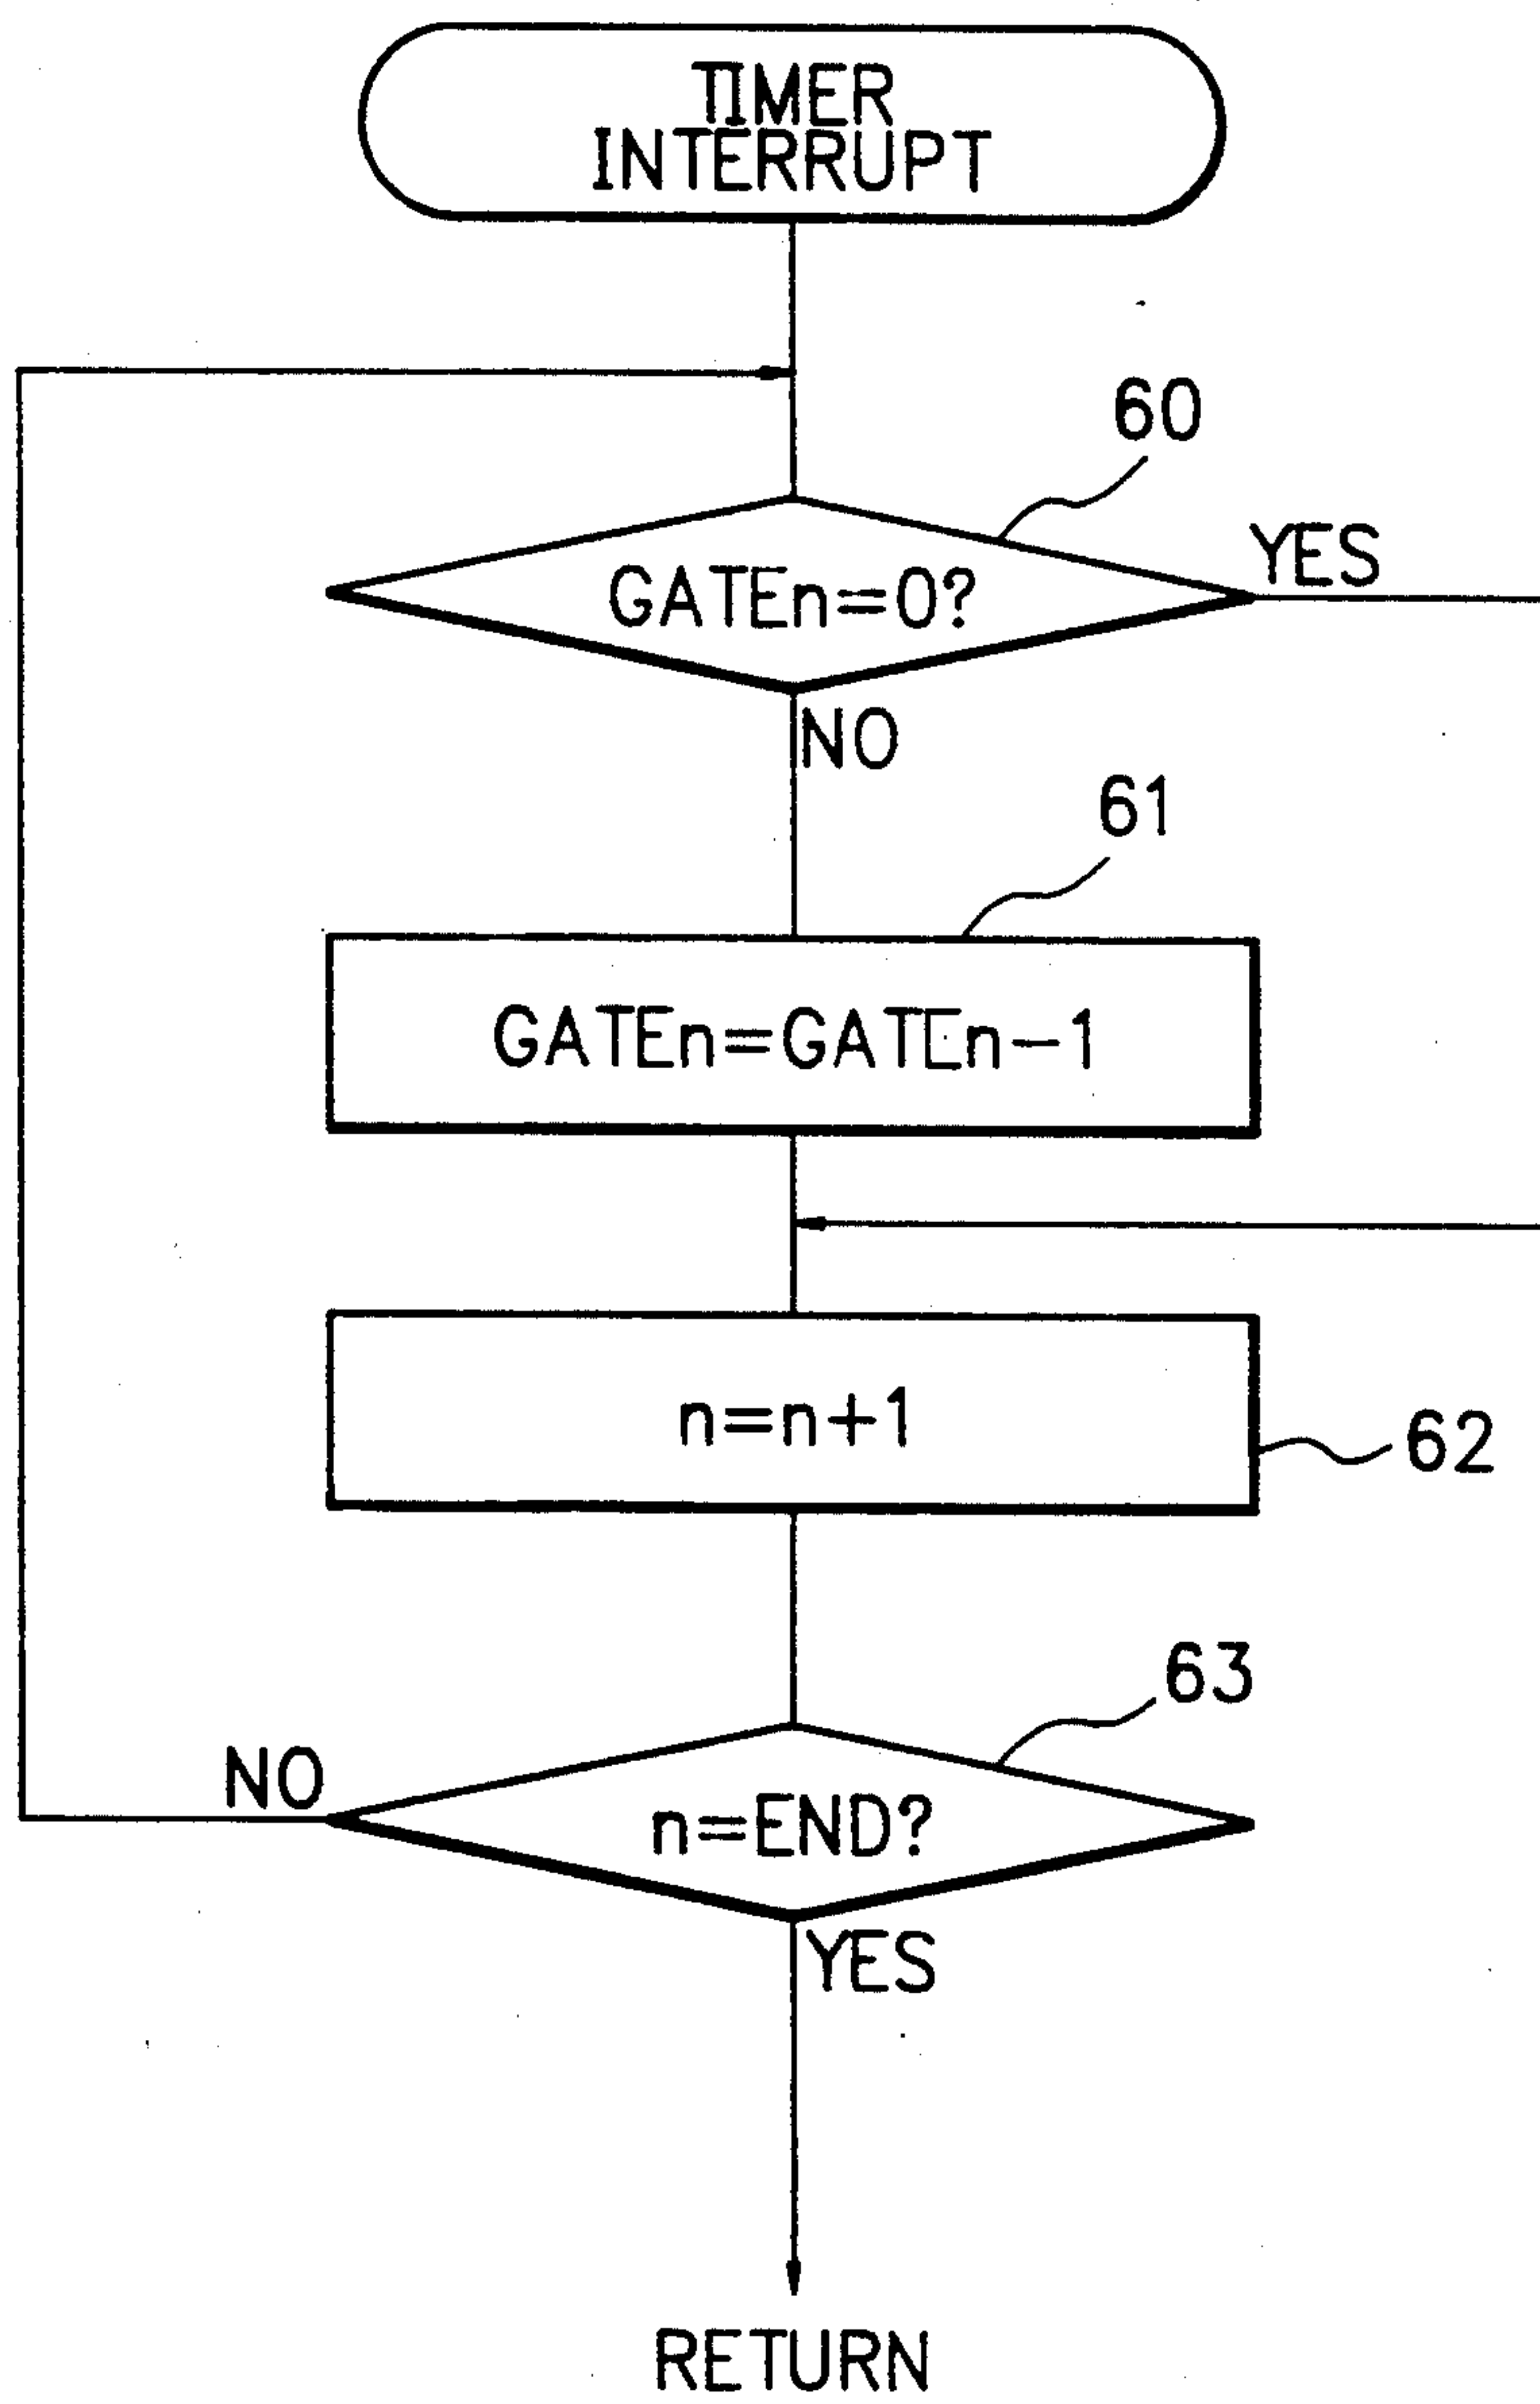 TIMER
INTERRUPT
60
YES
GATEn=0?
NO
61
GATEn=GATEn-1
n=n+1
62
63
NO
n=END?
YES
RETURN